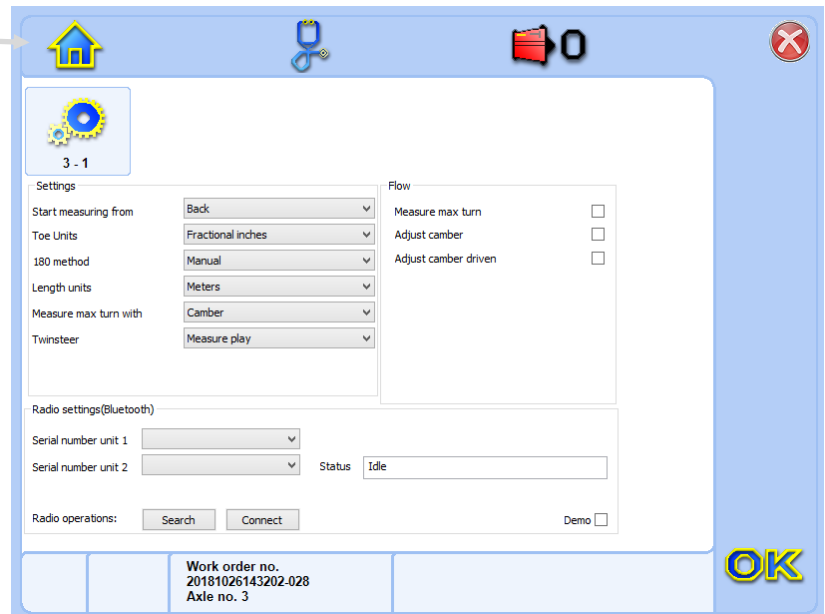 0
3 - 1
Settings
Start measuring from Back
Toe Units Fractional inches
180 method Manual
Length units Meters
Measure max turn with Camber
Twinsteer Measure play
Flow
Measure max turn
Adjust camber
Adjust camber driven
Radio settings(Bluetooth)
Serial number unit 1
Serial number unit 2 Status Idle
Radio operations: Search Connect Demo
Work order no.
20181026143202-028
Axle no. 3
OK